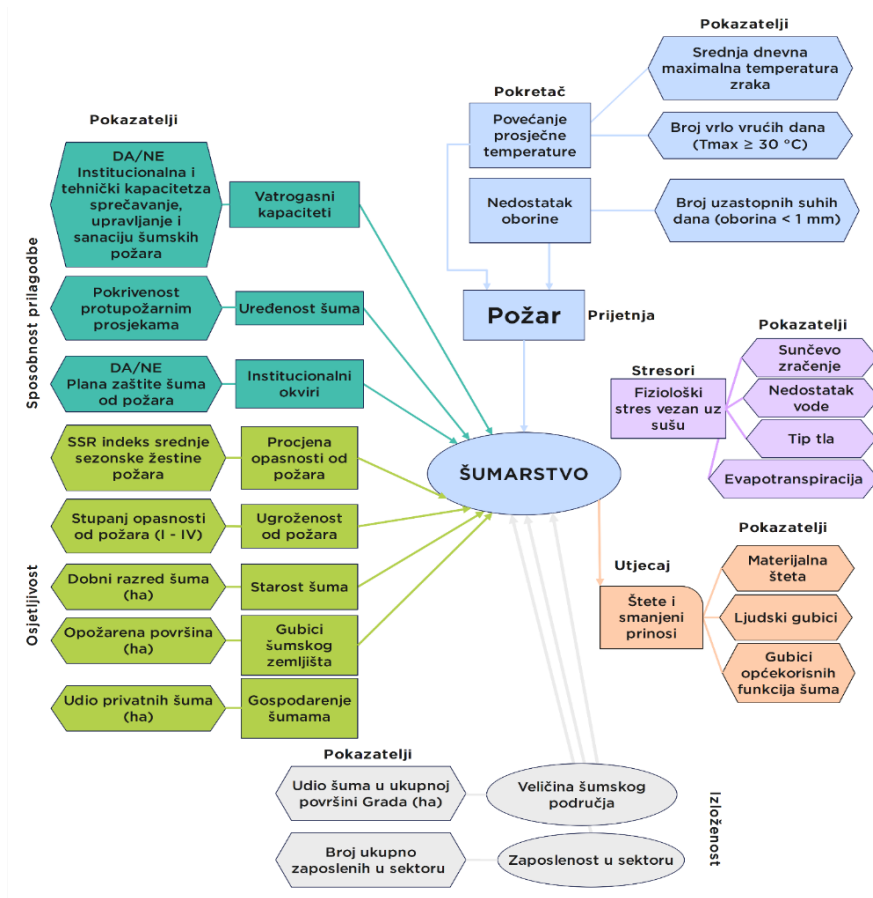 Pokazatelji
Srednja dnevna
maksimalna temperatura
zraka
Pokretač
Povećanje
prosječne
temperature
Broj vrlo vrućih dana
(Tmax ≥ 30 °C)
Nedostatak
oborine
Broj uzastopnih suhih
dana (oborina < 1 mm)
Požar
Prijetnja
Pokazatelji
Sposobnost prilagodbe
DA/NE
Institucionalna i
tehnički kapacitetza
sprečavanje,
upravljanje i
sanaciju šumskih
požara
Vatrogasni
kapaciteti
Pokrivenost
protupožarnim
prosjekama
Uređenost šuma
DA/NE
Plana zaštite šuma
od požara
Institucionalni
okviri
Osjetljivost
SSR indeks srednje
sezonske žestine
požara
Procjena
opasnosti od
požara
Stupanj opasnosti
od požara (I - IV)
Ugroženost
od požara
Dobni razred šuma
(ha)
Starost šuma
Opožarena površina
(ha)
Gubici
šumskog
zemljišta
Udio privatnih šuma
(ha)
Gospodarenje
šumama
ŠUMARSTVO
Pokazatelji
Stresori
Fiziološki
stres vezan uz
sušu
Sunčevo
zračenje
Nedostatak
vode
Tip tla
Evapotranspiracija
Pokazatelji
Utjecaj
Štete i
smanjeni
prinosi
Materijalna
šteta
Ljudski gubici
Gubici
općekorisnih
funkcija šuma
Pokazatelji
Udio šuma u ukupnoj
površini Grada (ha)
Veličina šumskog
područja
Broj ukupno
zaposlenih u sektoru
Zaposlenost u sektoru
Izloženost